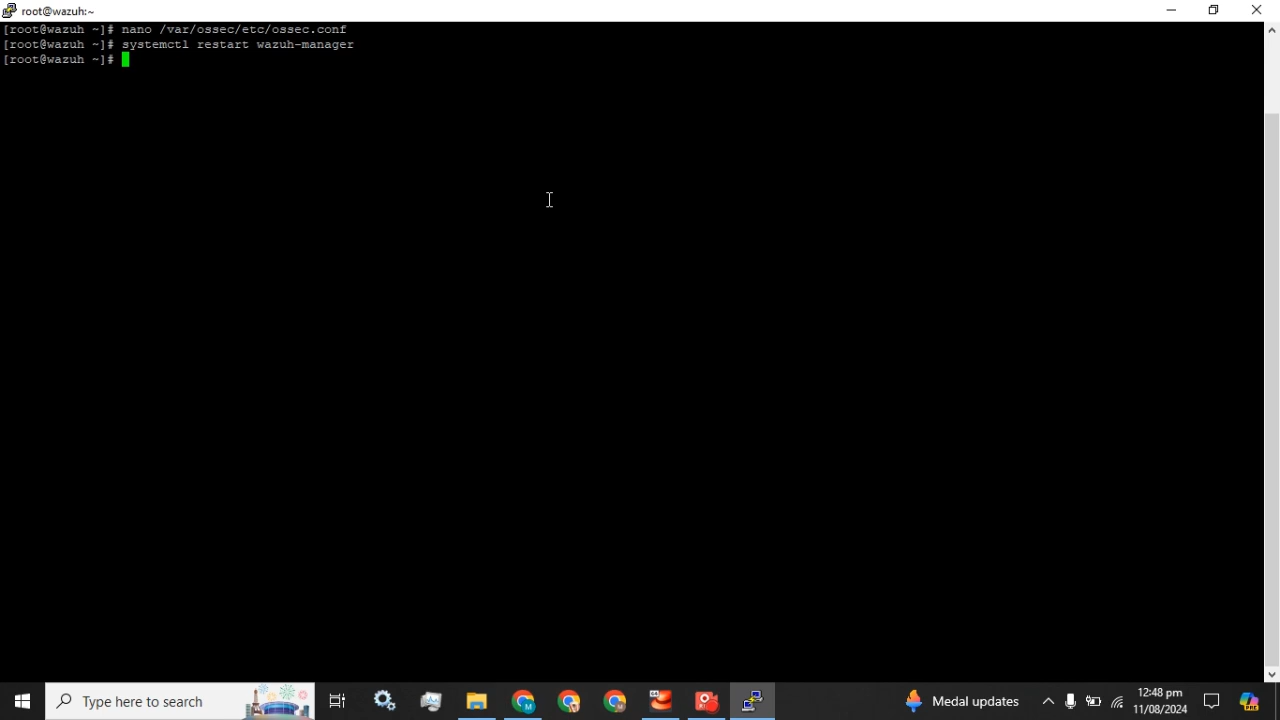 root@wazuh:~
[root@wazuh ~]# nano /var/ossec/etc/ossec.conf
[root@wazuh ~]# systemctl restart wazuh-manager
[root@wazuh ~]#
Type here to search
Medal updates
12:48 pm
11/08/2024